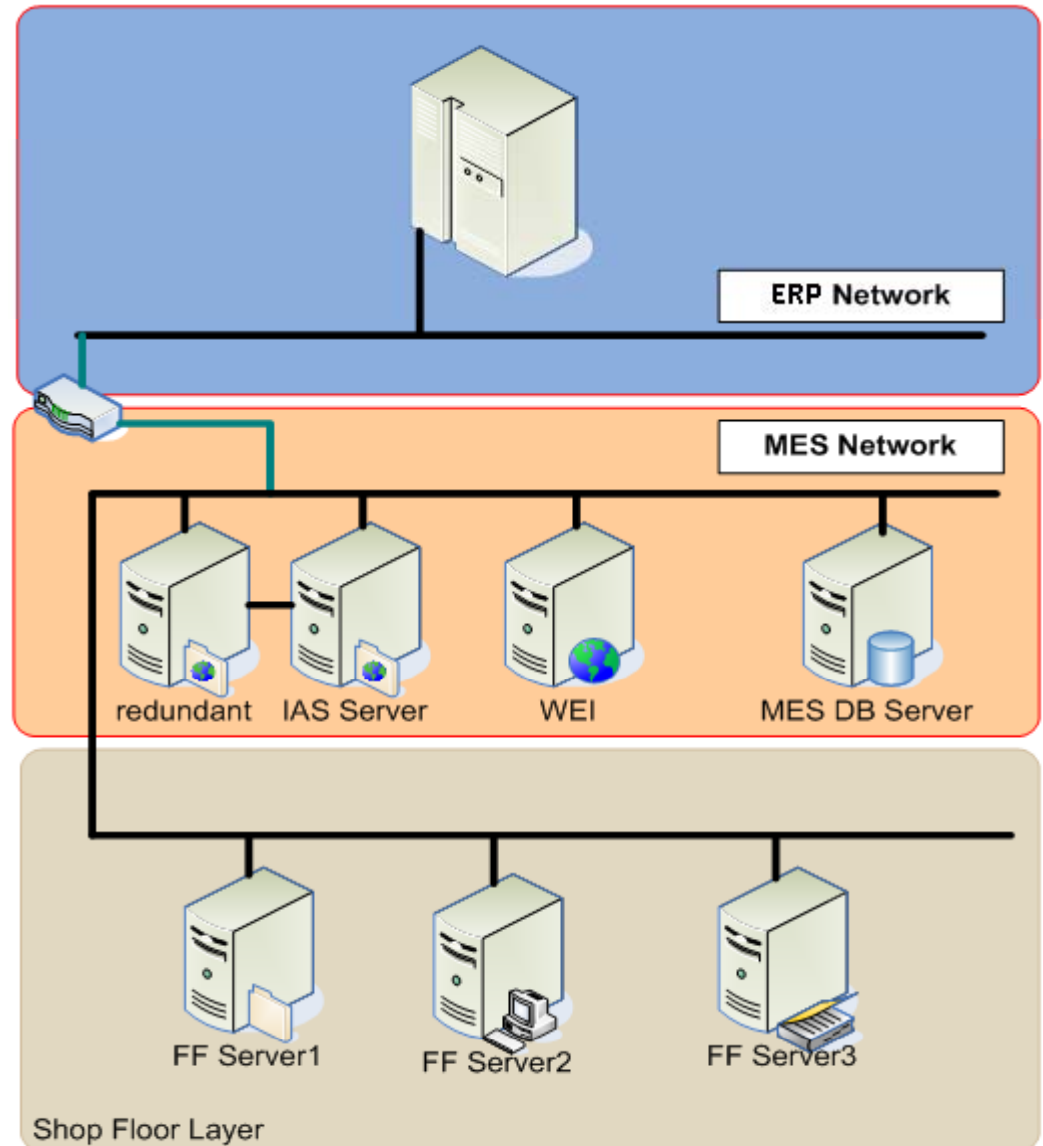 ERP Network
MES Network
redundant
IAS Server
WEI
MES DB Server
FF Server1
FF Server2
FF Server3
Shop Floor Layer